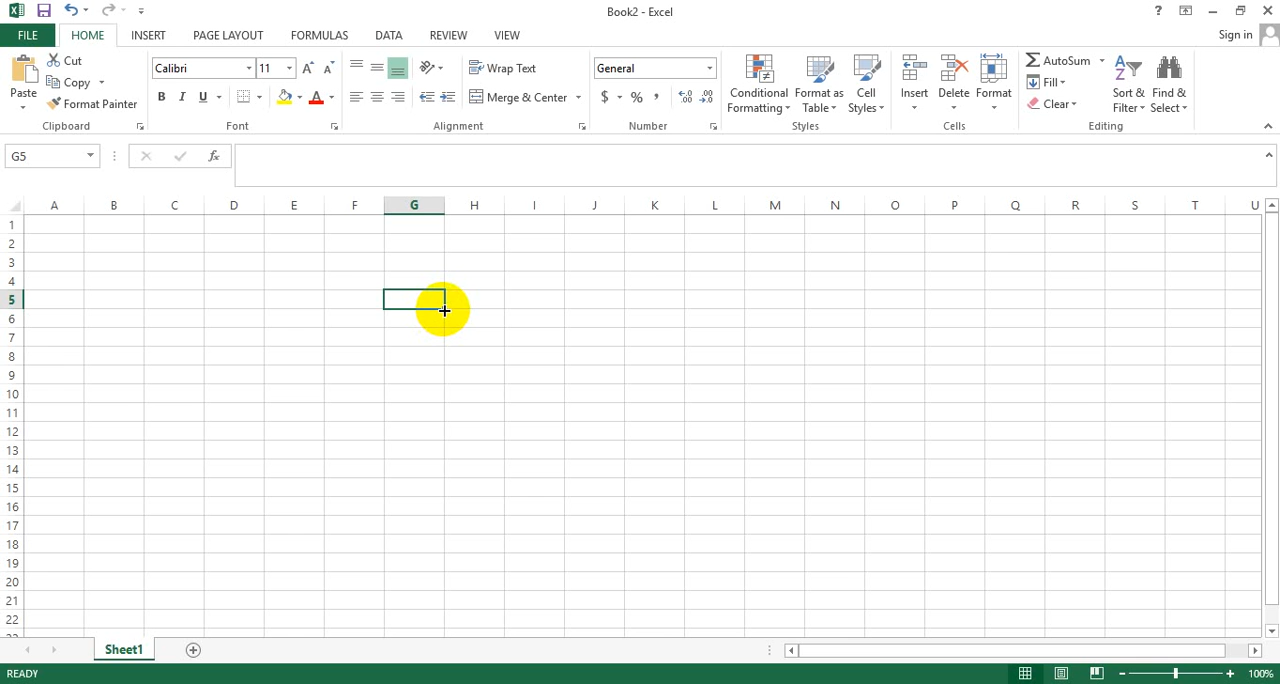 Book2 - Excel
?
FILE HOME INSERT PAGE LAYOUT FORMULAS DATA REVIEW VIEW Sign in
Paste
Cut
Copy
Format Painter
Clipboard
Calibri 11
B I U A
Font
Wrap Text
Merge & Center
Alignment
General
$ % ,
Number
Conditional Formatting
Format as Table
Cell Styles
Styles
Insert Delete Format
Cells
AutoSum
Fill
Clear
Sort & Filter
Find & Select
Editing
G5 fx
A B C D E F G H I J K L M N O P Q R S T U
1
2
3
4
5
6
7
8
9
10
11
12
13
14
15
16
17
18
19
20
21
22
Sheet1
READY 100%